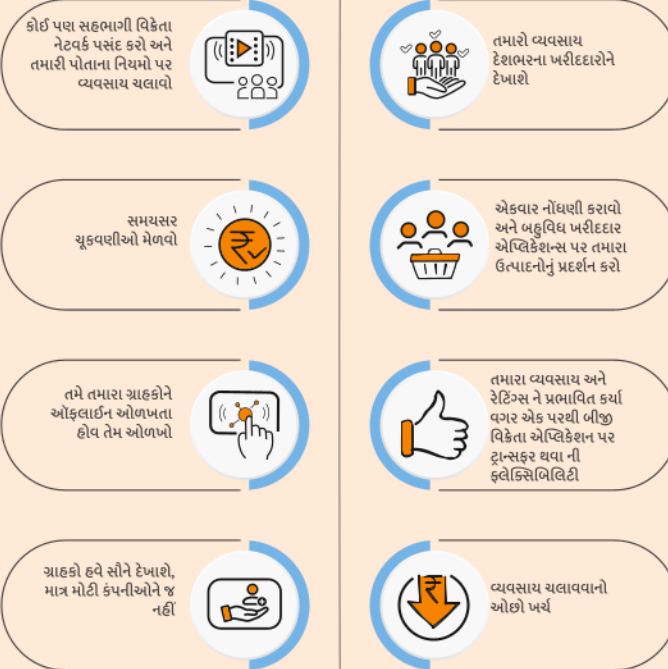 કોઈ પણ સહભાગી વિક્રેતા
નેટવર્ક પસંદ કરો અને
તમારી પોતાના નિયમો પર
વ્યવસાય ચલાવો
તમારો વ્યવસાય
દેશભરના ખરીદદારોને
દેખાશે
સમયસર
ચૂકવણીઓ મેળવો
એકવાર નોંધણી કરાવો
અને બહુવિધ ખરીદદાર
એપ્લિકેશન્સ પર તમારા
ઉત્પાદનોનું પ્રદર્શન કરો
તમે તમારા ગ્રાહકોને
ઑફલાઈન ઓળખતા
હોવ તેમ ઓળખો
તમારા વ્યવસાય અને
રેટિંગ્સ ને પ્રભાવિત કર્યા
વગર એક પરથી બીજી
વિક્રેતા એપ્લિકેશન પર
ટ્રાન્સફર થવા ની
ફ્લેક્સિબિલિટી
ગ્રાહકો હવે સૌને દેખાશે,
માત્ર મોટી કંપનીઓને જ
નહીં
વ્યવસાય ચલાવવાનો
ઓછો ખર્ચ